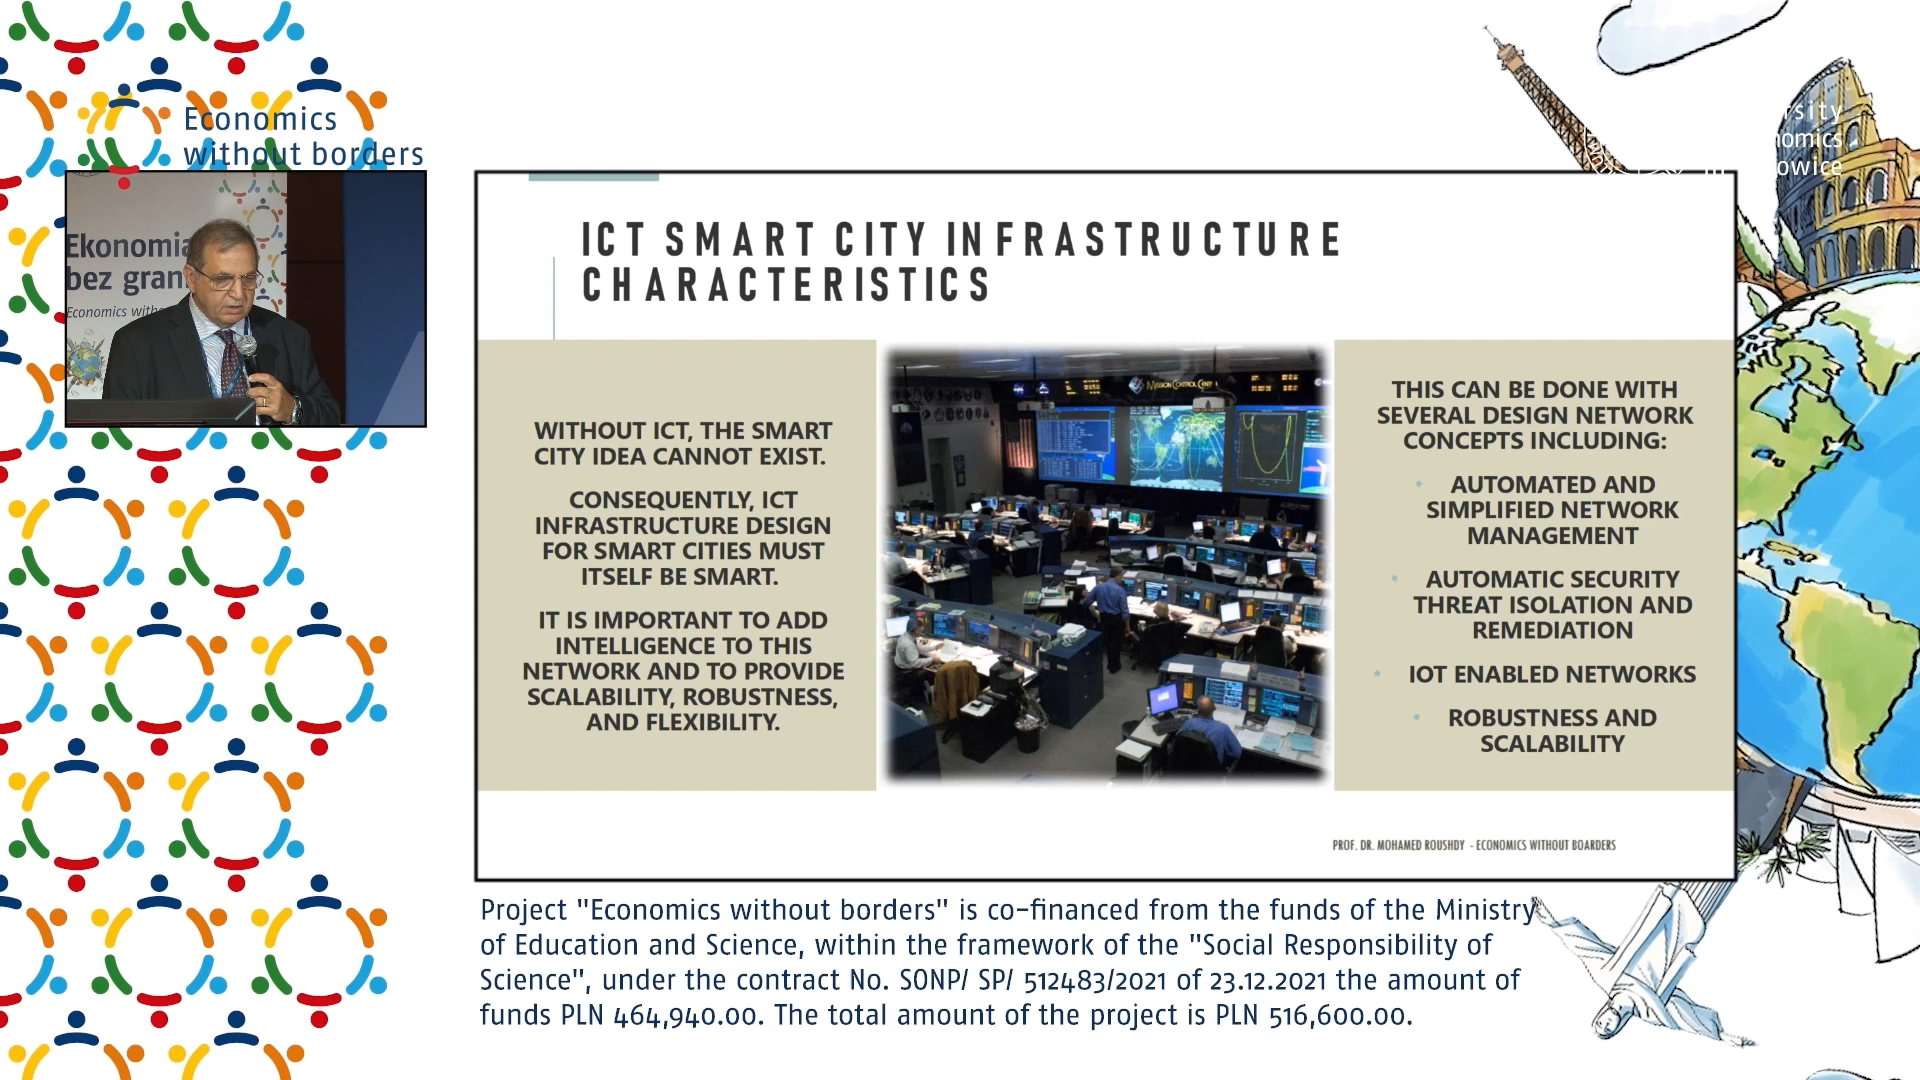 Economics
without borders
Ekonomia
bez gran
Economics witho
rsity
nomics
owice
ICT SMART CITY INFRASTRUCTURE
CHARACTERISTICS
WITHOUT ICT, THE SMART
CITY IDEA CANNOT EXIST.
CONSEQUENTLY, ICT
INFRASTRUCTURE DESIGN
FOR SMART CITIES MUST
ITSELF BE SMART.
IT IS IMPORTANT TO ADD
INTELLIGENCE TO THIS
NETWORK AND TO PROVIDE
SCALABILITY, ROBUSTNESS,
AND FLEXIBILITY.
MISSION CONTROL CENTER
THIS CAN BE DONE WITH
SEVERAL DESIGN NETWORK
CONCEPTS INCLUDING:
• AUTOMATED AND
SIMPLIFIED NETWORK
MANAGEMENT
• AUTOMATIC SECURITY
THREAT ISOLATION AND
REMEDIATION
• IOT ENABLED NETWORKS
• ROBUSTNESS AND
SCALABILITY
PROF. DR. MOHAMED ROUSHDY - ECONOMICS WITHOUT BOARDERS
Project "Economics without borders" is co-financed from the funds of the Ministry
of Education and Science, within the framework of the "Social Responsibility of
Science", under the contract No. SONP/ SP/ 512483/2021 of 23.12.2021 the amount of
funds PLN 464,940.00. The total amount of the project is PLN 516,600.00.